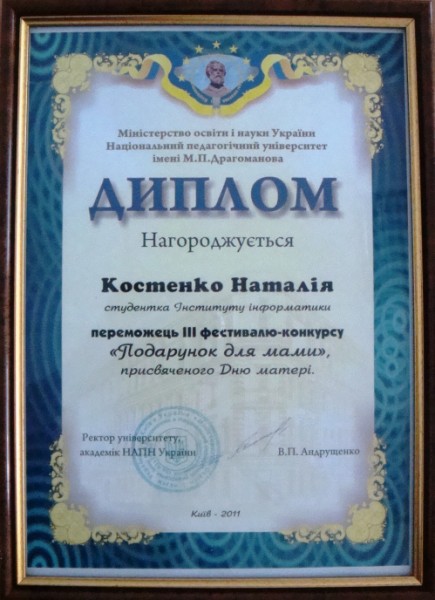 Міністерство освіти і науки України
Національний педагогічний університет
імені М.П.Драгоманова
ДИПЛОМ
Нагороджується
Костенко Наталія
студентка Інституту інформатики
переможець III фестивалю-конкурсу
«Подарунок для мами»,
присвяченого Дню матері.
Ректор університету,
академік НАПН України
В.П. Андрущенко
Київ - 2011